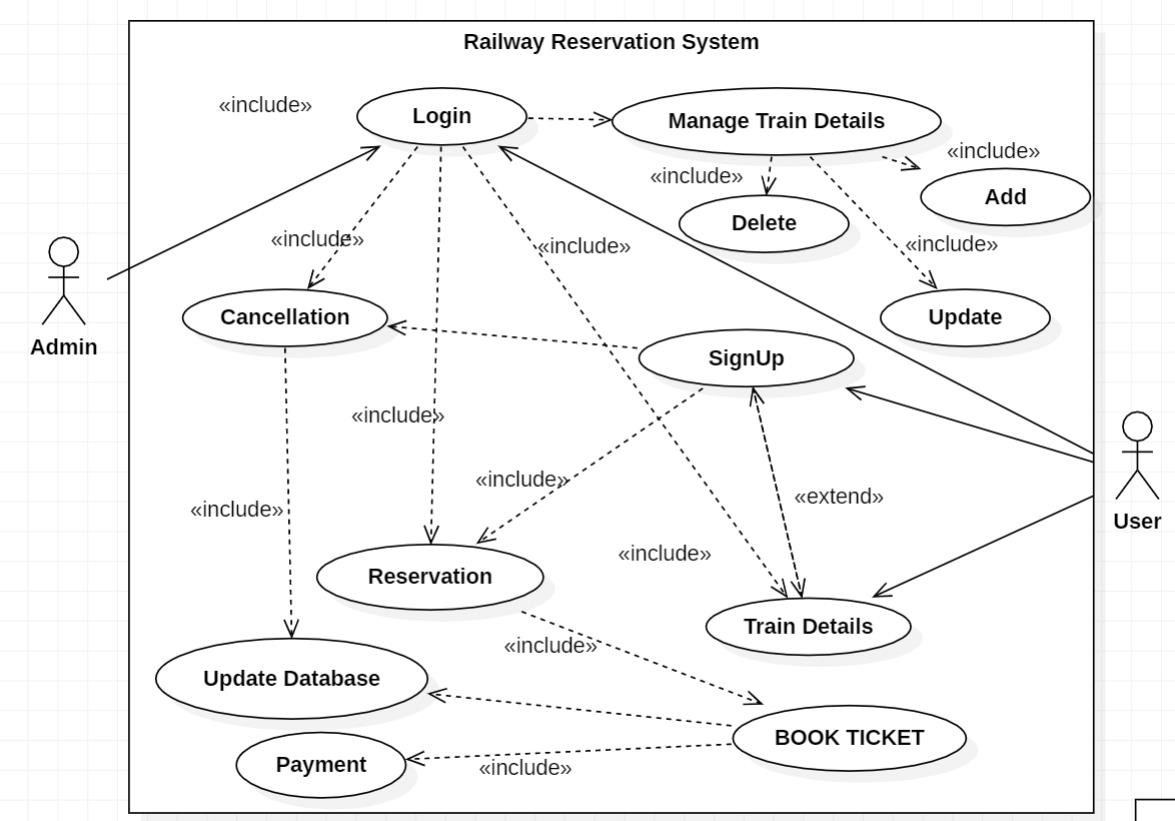 Railway Reservation System
«include»
Login
Manage Train Details
«include»
«include»
Add
Delete
«include»
«include»
«include»
Cancellation
Update
Admin
SignUp
«include»
«include»
«extend»
«include»
User
«include»
Reservation
Train Details
«include»
Update Database
BOOK TICKET
Payment
«include»